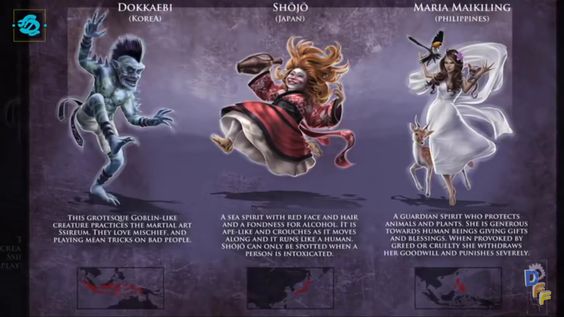 Dokkaebi
(Korea)
This grotesque Goblin-like
creature practices the martial art
Ssireum. They love mischief, and
playing mean tricks on bad people.
Shōjō
(Japan)
A sea spirit with red face and hair
and a fondness for alcohol. It is
ape-like and crouches as it moves
along and it runs like a human.
Shōjō can only be spotted when a
person is intoxicated.
Maria Maikiling
(Philippines)
A guardian spirit who protects
animals and plants. She is generous
towards human beings giving gifts
and blessings. When provoked by
greed or cruelty she withdraws
her goodwill and punishes severely.
DFF